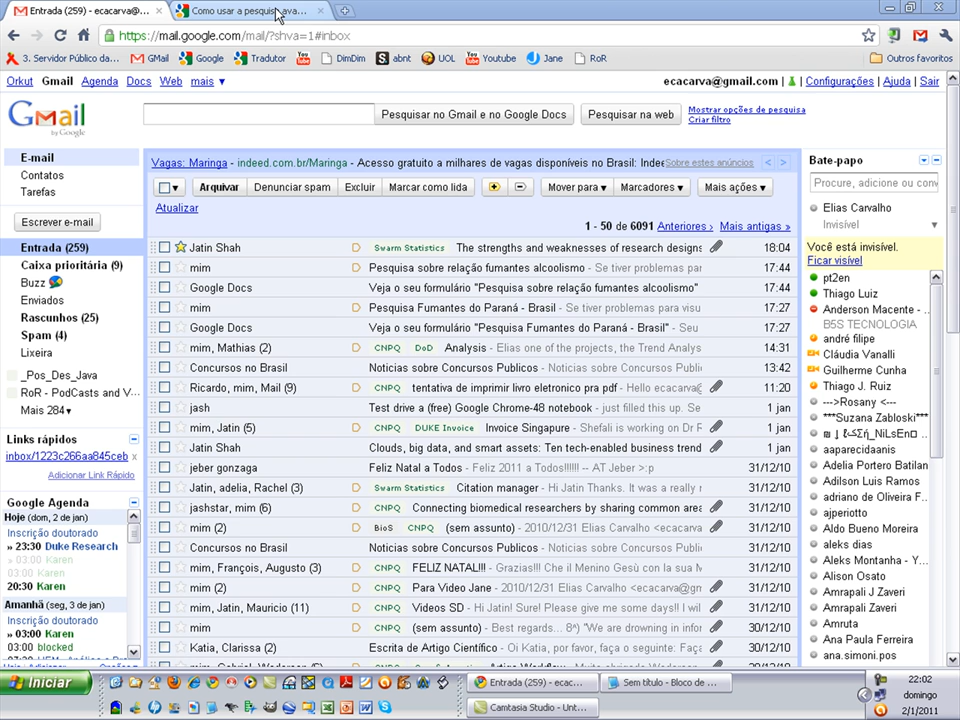 Entrada (259) - ecacarva@...
Como usar a pesquisa ava...
https://mail.google.com/mail/?shva=1#inbox
3. Servidor Público da...
GMail
Google
Tradutor
You Tube
DimDim
abnt
UOL
Youtube
Jane
RoR
Outros favoritos
Orkut Gmail Agenda Docs Web mais ▼
ecacarva@gmail.com | | Configurações | Ajuda | Sair
Gmail by Google
Pesquisar no Gmail e no Google Docs
Pesquisar na web
Mostrar opções de pesquisa
Criar filtro
E-mail
Contatos
Tarefas
Escrever e-mail
Entrada (259)
Caixa prioritária (9)
Buzz
Enviados
Rascunhos (25)
Spam (4)
Lixeira
_Pos_Des_Java
RoR - PodCasts and V...
Mais 284▼
Links rápidos
inbox/1223c266aa845ceb x
Adicionar Link Rápido
Google Agenda
Hoje (dom, 2 de jan)
Inscrição doutorado
» 23:30 Duke Research
» 03:00 Karen
03:00 Karen
20:30 Karen
Amanhã (seg, 3 de jan)
Inscrição doutorado
» 03:00 Karen
08:00 blocked
Vagas: Maringa - indeed.com.br/Maringa - Acesso gratuito a milhares de vagas disponíveis no Brasil: Inde
Sobre estes anúncios < >
Arquivar
Denunciar spam
Excluir
Marcar como lida
Mover para ▼
Marcadores ▼
Mais ações ▼
Atualizar
1 - 50 de 6091 Anteriores › Mais antigas »
Jatin Shah Swarm Statistics The strengths and weaknesses of research designs 18:04
mim Pesquisa sobre relação fumantes alcoolismo - Se tiver problemas par 17:44
Google Docs Veja o seu formulário "Pesquisa sobre relação fumantes alcoolismo" 17:44
mim Pesquisa Fumantes do Paraná - Brasil - Se tiver problemas para visu 17:27
Google Docs Veja o seu formulário "Pesquisa Fumantes do Paraná - Brasil" - Seu 17:27
mim, Mathias (2) CNPQ DoD Analysis - Elias one of the projects, the Trend Analys 14:31
Concursos no Brasil Noticias sobre Concursos Publicos - Noticias sobre Concursos Public 13:42
Ricardo, mim, Mail (9) CNPQ tentativa de imprimir livro eletronico pra pdf - Hello ecacarva@ 11:20
jash Test drive a (free) Google Chrome-48 notebook - just filled this up. Se 1 jan
mim, Jatin (5) CNPQ DUKE Invoice Invoice Singapure - Shefali is working on Dr R 1 jan
Jatin Shah Clouds, big data, and smart assets: Ten tech-enabled business trend 1 jan
jeber gonzaga Feliz Natal a Todos - Feliz 2011 a Todos!!!!!! -- AT Jeber >:p 31/12/10
Jatin, adelia, Rachel (3) Swarm Statistics Citation manager - Hi Jatin Thanks. It was a really r 31/12/10
jashstar, mim (6) CNPQ Connecting biomedical researchers by sharing common area 31/12/10
mim (2) BioS CNPQ (sem assunto) - 2010/12/31 Elias Carvalho <ecacarva 31/12/10
Concursos no Brasil Noticias sobre Concursos Publicos - Noticias sobre Concursos Public 31/12/10
mim, François, Augusto (3) CNPQ FELIZ NATAL!!! - Grazias!!! Che il Menino Gesù con la sua M 31/12/10
mim (2) CNPQ Para Video Jane - 2010/12/31 Elias Carvalho <ecacarva@gm 31/12/10
mim, Jatin, Mauricio (11) CNPQ Videos SD - Hi Jatin! Sure! Please give me some days! I wil 31/12/10
mim CNPQ (sem assunto) - Best regards... 8^) "We are drowning in infor 31/12/10
Katia, Clarissa (2) CNPQ Escrita de Artigo Científico - Oi Katia, por favor, faça o seguinte: Faça 30/12/10
Bate-papo
Procure, adicione ou conv
Elias Carvalho
Invisível
Você está invisível.
Ficar visível
pt2en
Thiago Luiz
Anderson Macente - ...
B5S TECNOLOGIA
andré filipe
Cláudia Vanalli
Guilherme Cunha
Thiago J. Ruiz
--->Rosany <---
***Suzana Zabloski***
aaparecidaanis
Adelia Portero Batilan
Adilson Luis Ramos
adriano de Oliveira F...
ajperiotto
Aldo Bueno Moreira
aleks dias
Aleks Montanha - Y...
Alison Osato
Amrapali J Zaveri
Amrapali Zaveri
Amruta
Ana Paula Ferreira
ana.simoni.pos
Iniciar
Entrada (259) - ecac...
Sem título - Bloco de ...
Camtasia Studio - Unt...
22:02
domingo
2/1/2011